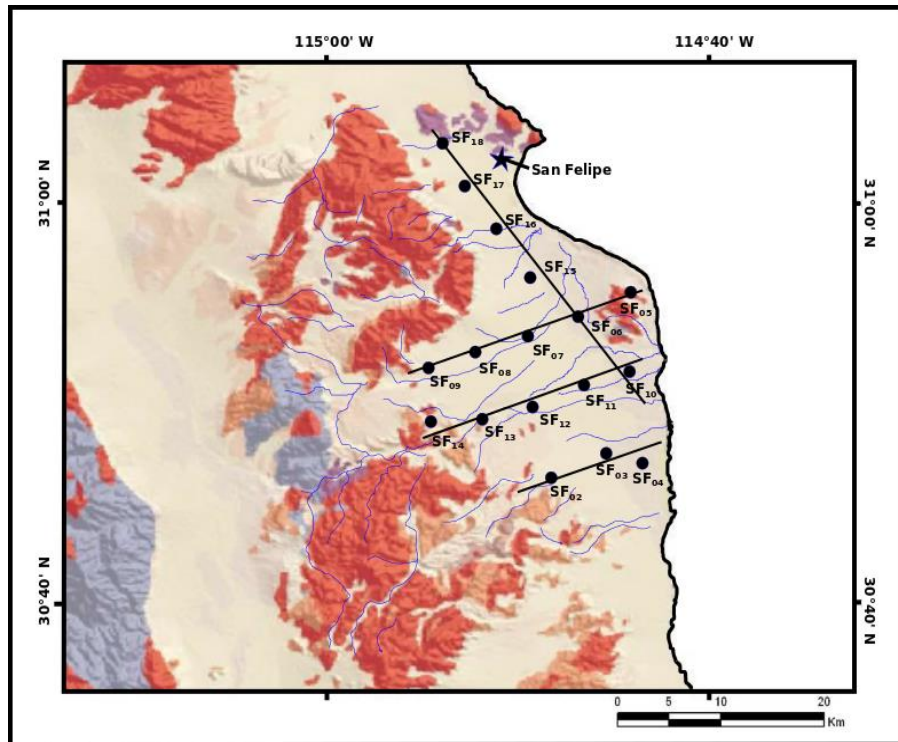 115°00' W
114°40' W
SF₁₈
San Felipe
SF₁₇
31°00' N
31°00' N
SF₁₆
SF₁₅
SF₀₅
SF₀₆
SF₀₇
SF₀₈
SF₀₉
SF₁₀
SF₁₁
SF₁₂
SF₁₃
SF₁₄
SF₀₃
SF₀₄
SF₀₂
30°40' N
30°40' N
0 5 10 20
Km